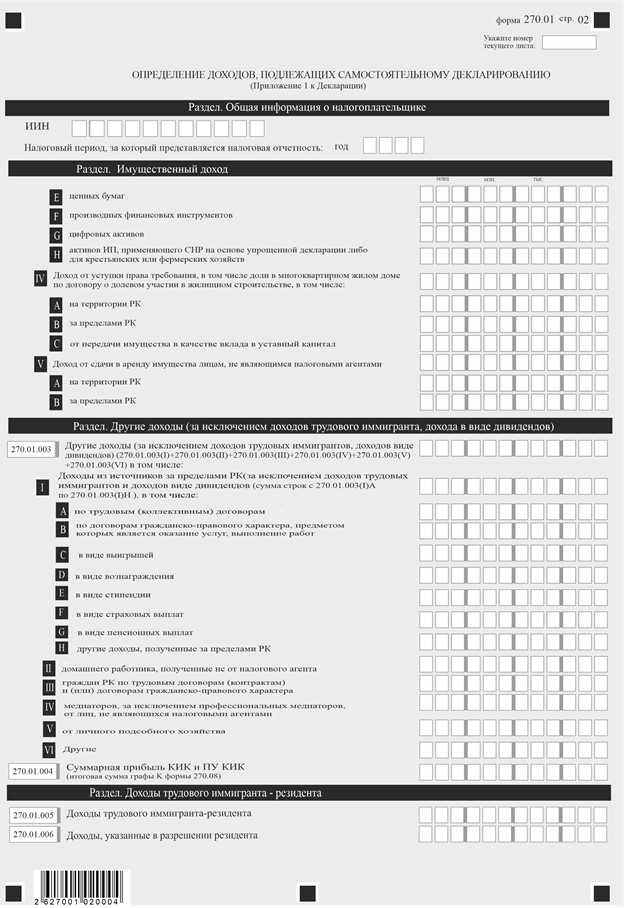 форма 270.01 стр. 02
Укажите номер
текущего листа:
ОПРЕДЕЛЕНИЕ ДОХОДОВ, ПОДЛЕЖАЩИХ САМОСТОЯТЕЛЬНОМУ ДЕКЛАРИРОВАНИЮ
(Приложение 1 к Декларации)
Раздел. Общая информация о налогоплательщике
ИИН
Налоговый период, за который представляется налоговая отчетность: год
Раздел. Имущественный доход
млрд млн тыс
E ценных бумаг
F производных финансовых инструментов
G цифровых активов
H активов ИП, применяющего СНР на основе упрощенной декларации либо
для крестьянских или фермерских хозяйств
IV Доход от уступки права требования, в том числе доли в многоквартирном жилом доме
по договору о долевом участии в жилищном строительстве, в том числе:
A на территории РК
B за пределами РК
C от передачи имущества в качестве вклада в уставный капитал
V Доход от сдачи в аренду имущества лицам, не являющимся налоговыми агентами
A на территории РК
B за пределами РК
Раздел. Другие доходы (за исключением доходов трудового иммигранта, дохода в виде дивидендов)
270.01.003 Другие доходы (за исключением доходов трудовых иммигрантов, доходов виде
дивидендов) (270.01.003(I)+270.01.003(II)+270.01.003(III)+270.01.003(IV)+270.01.003(V)
+270.01.003(VI) в том числе:
I Доходы из источников за пределами РК(за исключением доходов трудовых
иммигрантов и доходов виде дивидендов (сумма строк с 270.01.003(I)A
по 270.01.003(I)H ), в том числе:
A по трудовым (коллективным) договорам
B по договорам гражданско-правового характера, предметом
которых является оказание услуг, выполнение работ
C в виде выигрышей
D в виде вознаграждения
E в виде стипендии
F в виде страховых выплат
G в виде пенсионных выплат
H другие доходы, полученные за пределами РК
II домашнего работника, полученные не от налогового агента
III граждан РК по трудовым договорам (контрактам)
и (или) договорам гражданско-правового характера
IV медиаторов, за исключением профессиональных медиаторов,
от лиц, не являющихся налоговыми агентами
V от личного подсобного хозяйства
VI Другие
270.01.004 Суммарная прибыль КИК и ПУ КИК
(итоговая сумма графы K формы 270.08)
Раздел. Доходы трудового иммигранта - резидента
270.01.005 Доходы трудового иммигранта-резидента
270.01.006 Доходы, указанные в разрешении резидента
2 627001 020004